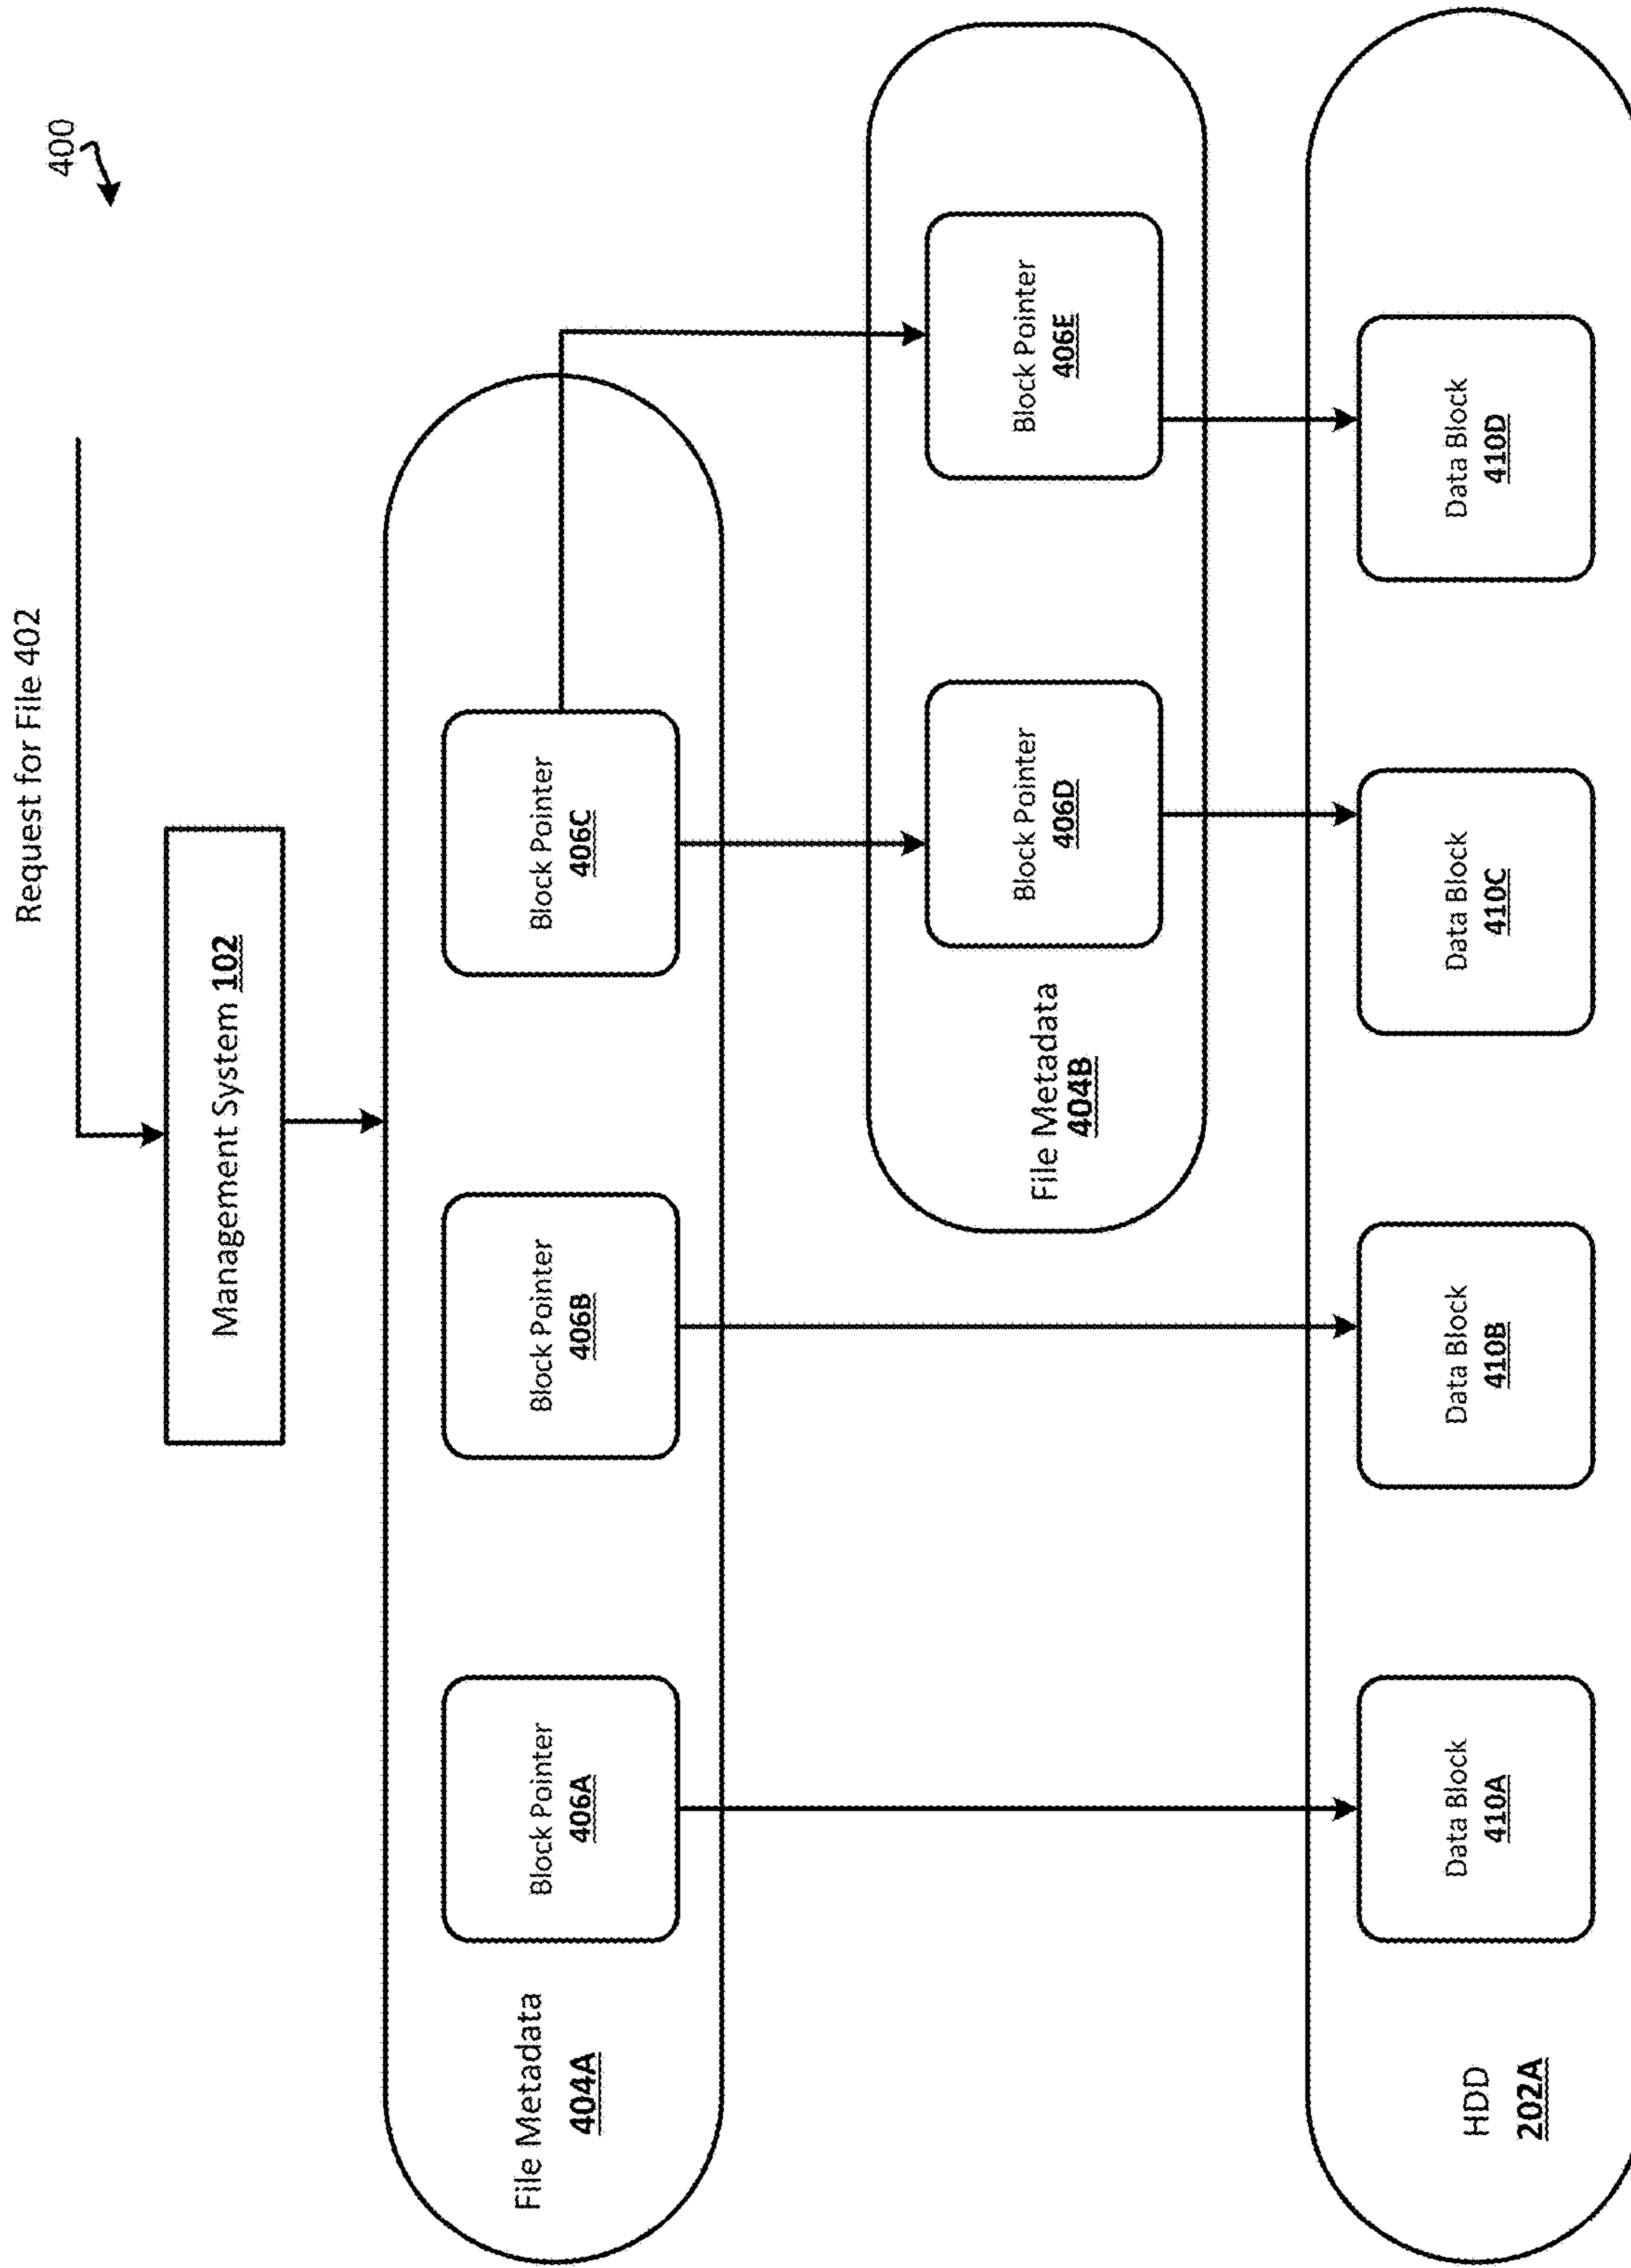 400
Request for File 402
Management System 102
File Metadata
404A
Block Pointer
406A
Block Pointer
406B
Block Pointer
406C
File Metadata
404B
Block Pointer
406D
Block Pointer
406E
HDD
202A
Data Block
410A
Data Block
410B
Data Block
410C
Data Block
410D